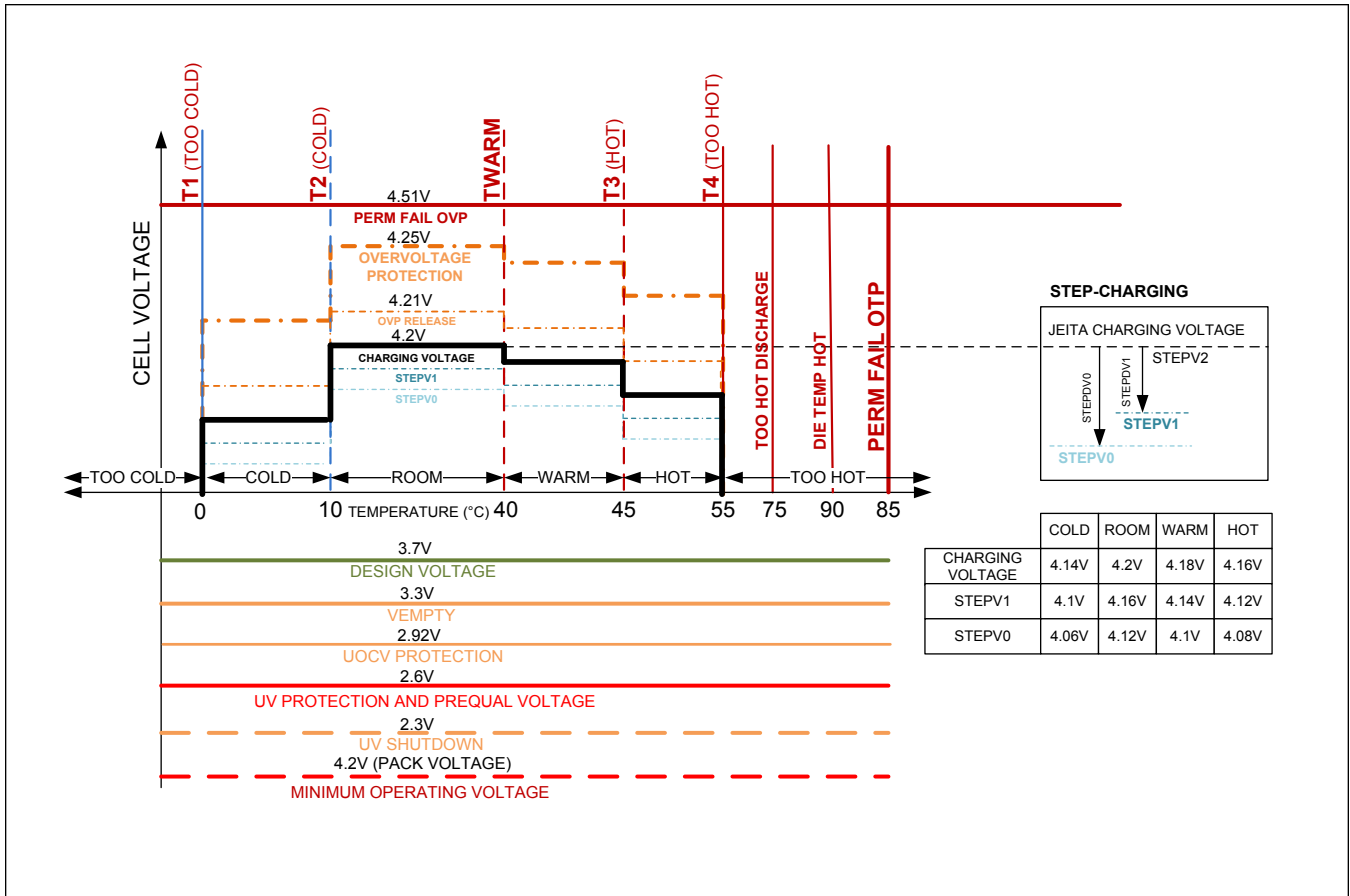 T1 (TOO COLD)
T2 (COLD)
TWARM
T3 (HOT)
T4 (TOO HOT)
CELL VOLTAGE
4.51V
PERM FAIL OVP
4.25V
OVERVOLTAGE
PROTECTION
4.21V
OVP RELEASE
4.2V
CHARGING VOLTAGE
STEPV1
STEPV0
TOO HOT DISCHARGE
DIE TEMP HOT
PERM FAIL OTP
TOO COLD
COLD
ROOM
WARM
HOT
TOO HOT
0
10
TEMPERATURE (°C)
40
45
55
75
90
85
STEP-CHARGING
JEITA CHARGING VOLTAGE
STEPV2
STEPDV0
STEPDV1
STEPV1
STEPV0
COLD ROOM WARM HOT
CHARGING
VOLTAGE
4.14V 4.2V 4.18V 4.16V
STEPV1 4.1V 4.16V 4.14V 4.12V
STEPV0 4.06V 4.12V 4.1V 4.08V
3.7V
DESIGN VOLTAGE
3.3V
VEMPTY
2.92V
UOCV PROTECTION
2.6V
UV PROTECTION AND PREQUAL VOLTAGE
2.3V
UV SHUTDOWN
4.2V (PACK VOLTAGE)
MINIMUM OPERATING VOLTAGE